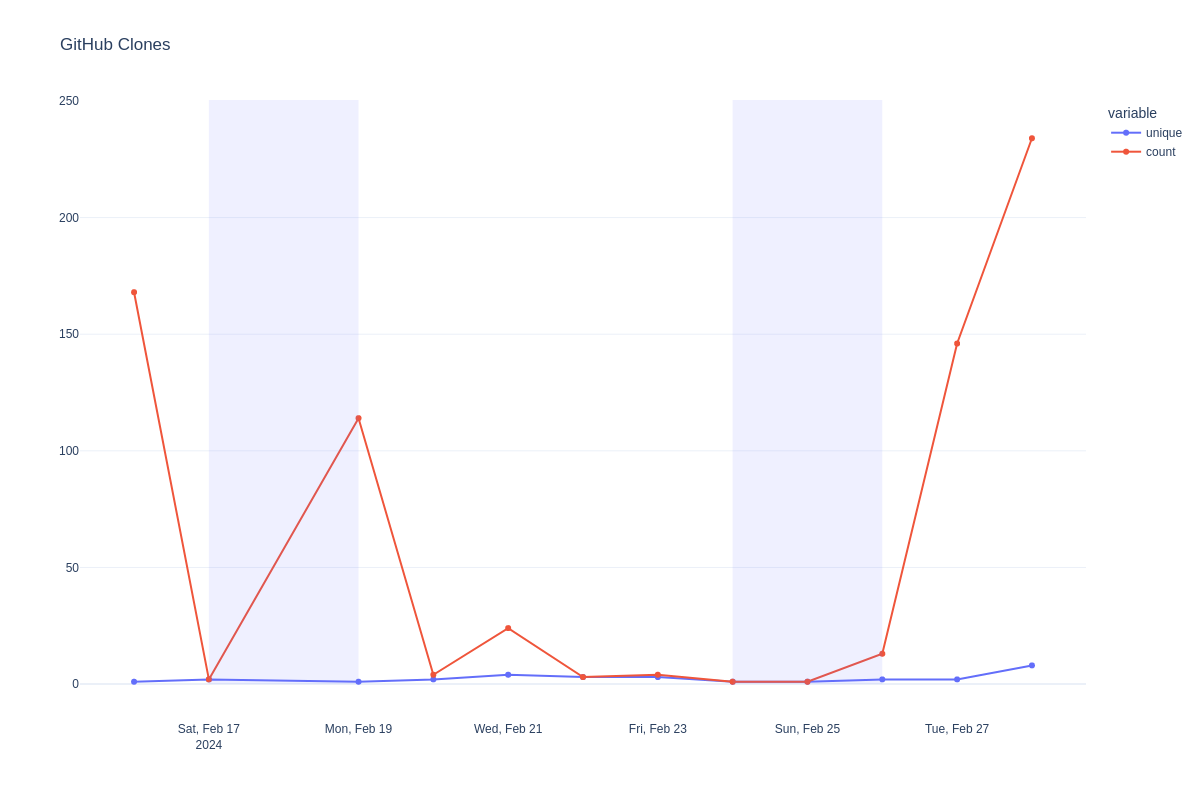 GitHub Clones
250
200
150
100
50
0
Sat, Feb 17
2024
Mon, Feb 19
Wed, Feb 21
Fri, Feb 23
Sun, Feb 25
Tue, Feb 27
variable
unique
count